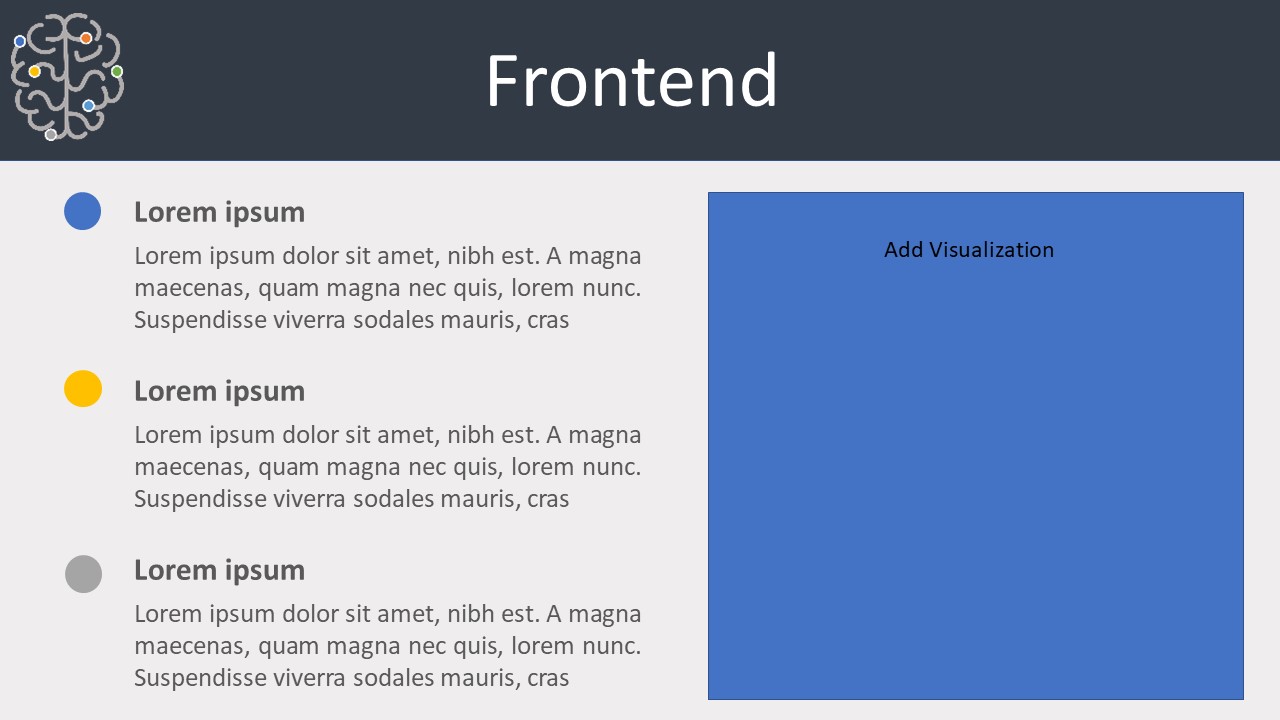 Frontend
Lorem ipsum
Lorem ipsum dolor sit amet, nibh est. A magna
maecenas, quam magna nec quis, lorem nunc.
Suspendisse viverra sodales mauris, cras
Lorem ipsum
Lorem ipsum dolor sit amet, nibh est. A magna
maecenas, quam magna nec quis, lorem nunc.
Suspendisse viverra sodales mauris, cras
Lorem ipsum
Lorem ipsum dolor sit amet, nibh est. A magna
maecenas, quam magna nec quis, lorem nunc.
Suspendisse viverra sodales mauris, cras
Add Visualization